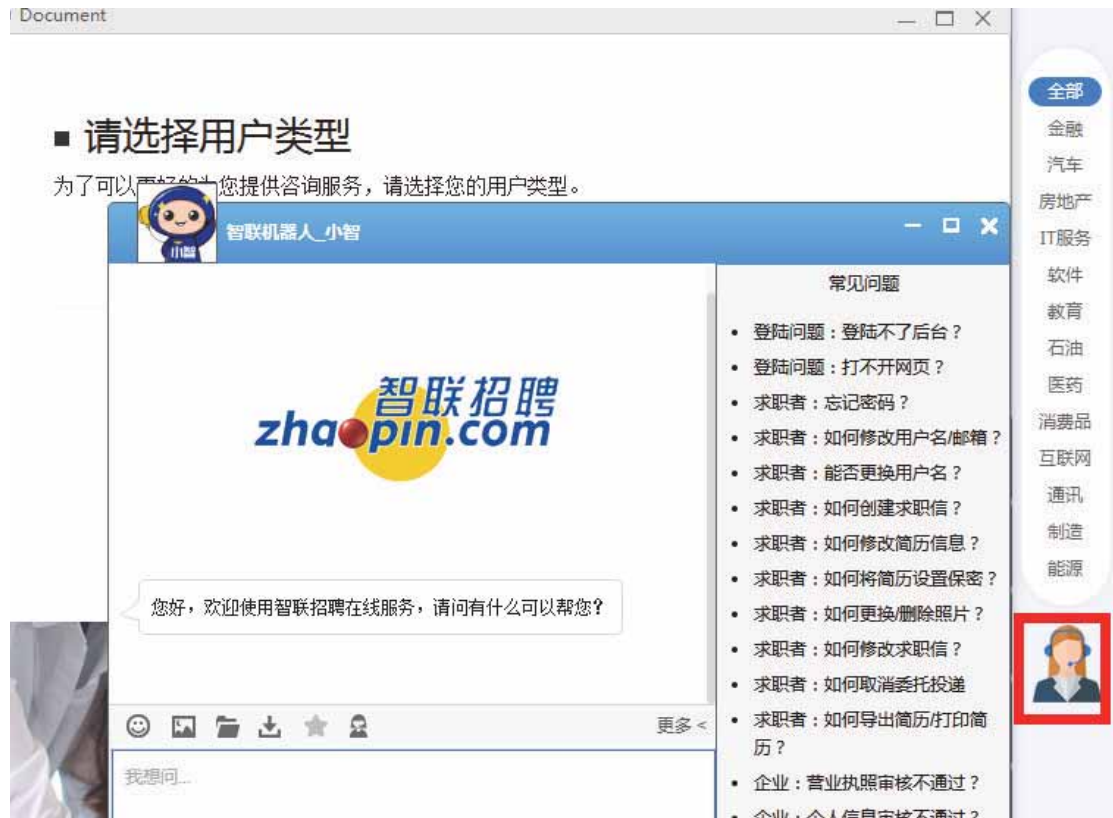 Document
请选择用户类型
为了可以更好的为您提供咨询服务，请选择您的用户类型。
小智
智联机器人_小智
智联招聘
zhaopin.com
您好，欢迎使用智联招聘在线服务，请问有什么可以帮您?
更多 <
我想问...
常见问题
登陆问题：登陆不了后台？
登陆问题：打不开网页？
求职者：忘记密码？
求职者：如何修改用户名/邮箱？
求职者：能否更换用户名？
求职者：如何创建求职信？
求职者：如何修改简历信息？
求职者：如何将简历设置保密？
求职者：如何更换/删除照片？
求职者：如何修改求职信？
求职者：如何取消委托投递
求职者：如何导出简历/打印简
历？
企业：营业执照审核不通过？
企业：个人信息审核不通过？
全部
金融
汽车
房地产
IT服务
软件
教育
石油
医药
消费品
互联网
通讯
制造
能源